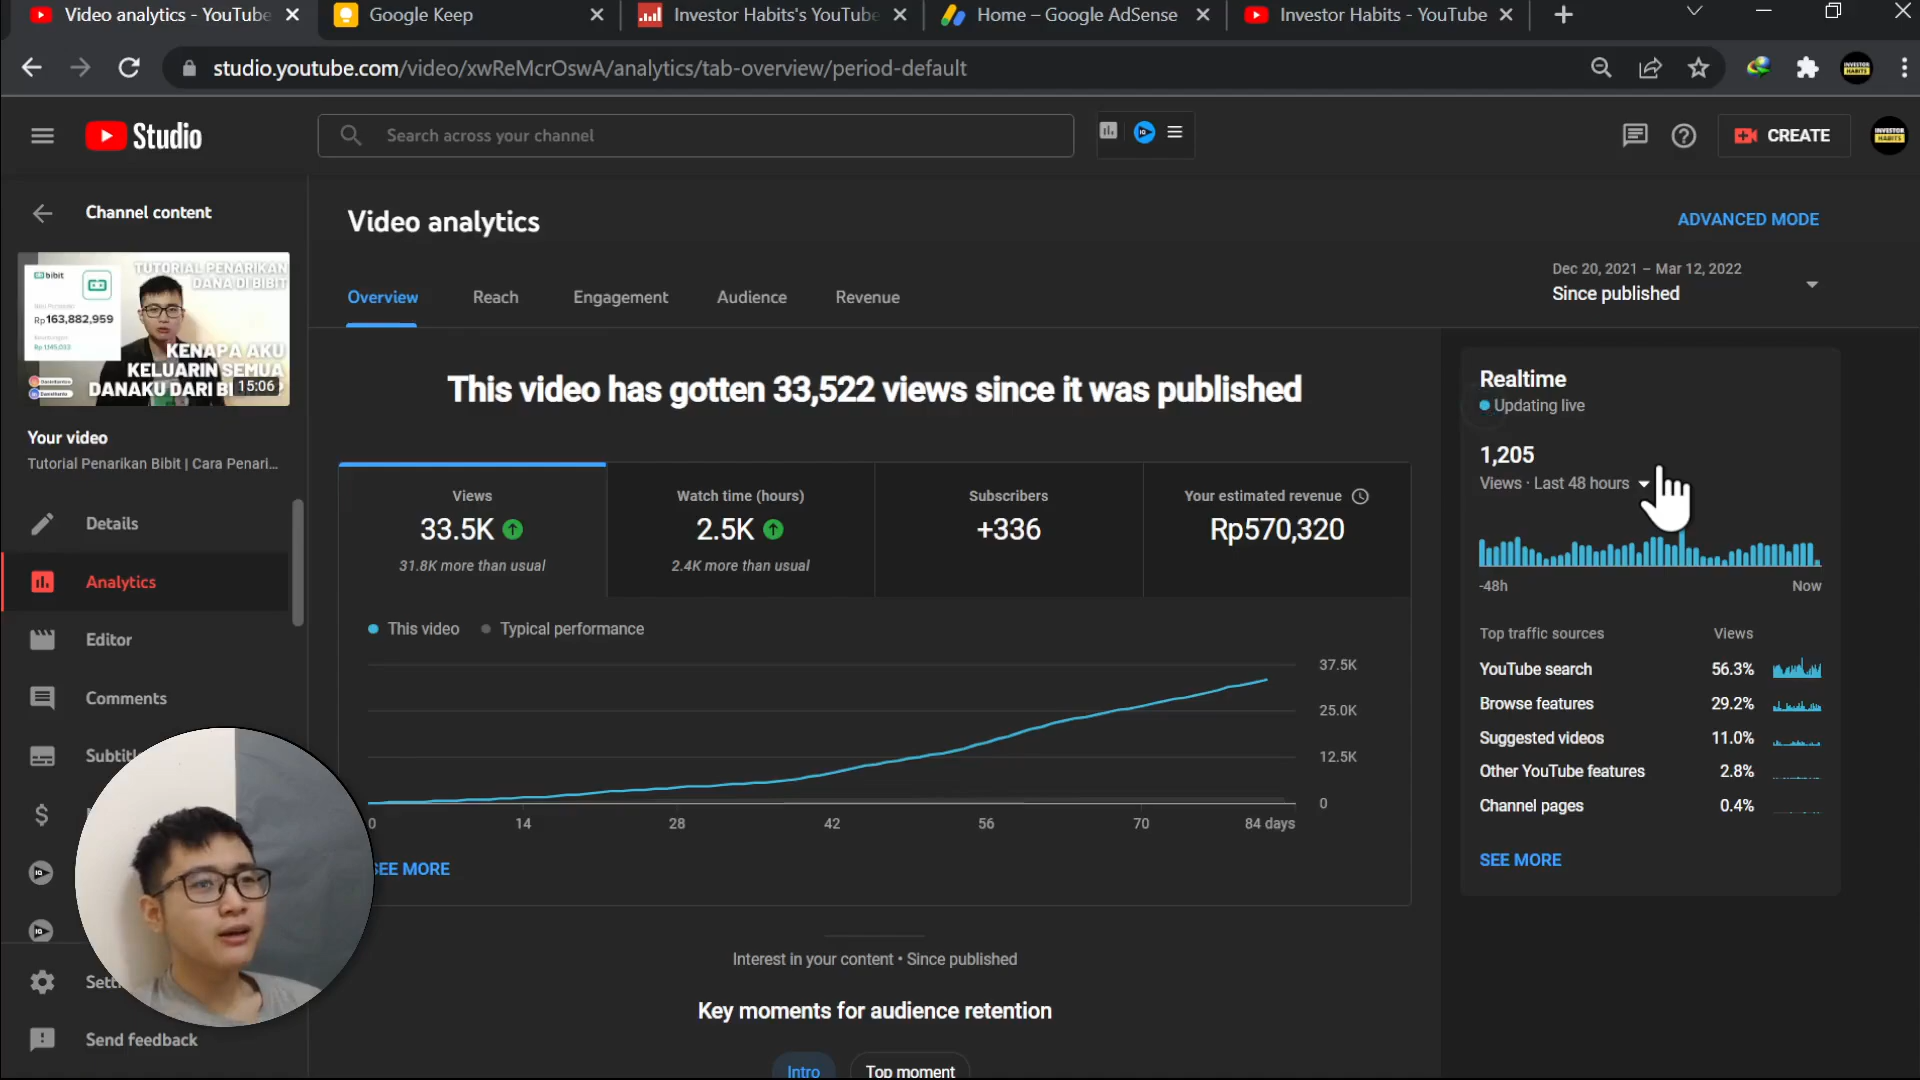 Video analytics - YouTube
Google Keep
Investor Habits's YouTube
Home – Google AdSense
Investor Habits - YouTube
studio.youtube.com/video/xwReMcrOswA/analytics/tab-overview/period-default
Studio
Search across your channel
CREATE
INVESTOR HABITS
Channel content
bibit
Rp163,882,959
TUTORIAL PENARIKAN
DANA DI BIBIT
KENAPA AKU
KELUARIN SEMUA
DANAKU DARI BI
15:06
Your video
Tutorial Penarikan Bibit | Cara Penari...
Details
Analytics
Editor
Comments
Subtitl
Sett
Send feedback
Video analytics
ADVANCED MODE
Overview
Reach
Engagement
Audience
Revenue
Dec 20, 2021 – Mar 12, 2022
Since published
This video has gotten 33,522 views since it was published
Views
33.5K
31.8K more than usual
Watch time (hours)
2.5K
2.4K more than usual
Subscribers
+336
Your estimated revenue
Rp570,320
This video
Typical performance
37.5K
25.0K
12.5K
0
0 14 28 42 56 70 84 days
SEE MORE
Interest in your content • Since published
Key moments for audience retention
Intro
Top moment
Realtime
Updating live
1,205
Views · Last 48 hours
-48h Now
Top traffic sources Views
YouTube search 56.3%
Browse features 29.2%
Suggested videos 11.0%
Other YouTube features 2.8%
Channel pages 0.4%
SEE MORE